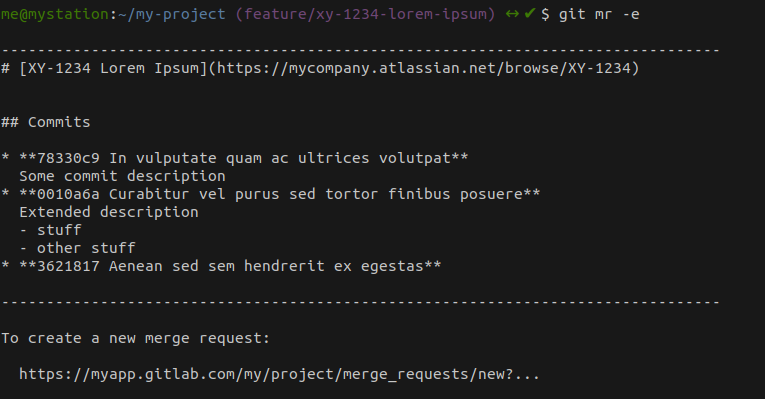 me@mystation:~/my-project (feature/xy-1234-lorem-ipsum) ↔✔$ git mr -e
--------------------------------------------------------------------------------
# [XY-1234 Lorem Ipsum](https://mycompany.atlassian.net/browse/XY-1234)
## Commits
* **78330c9 In vulputate quam ac ultrices volutpat**
  Some commit description
* **0010a6a Curabitur vel purus sed tortor finibus posuere**
  Extended description
  - stuff
  - other stuff
* **3621817 Aenean sed sem hendrerit ex egestas**
--------------------------------------------------------------------------------
To create a new merge request:
  https://myapp.gitlab.com/my/project/merge_requests/new?...